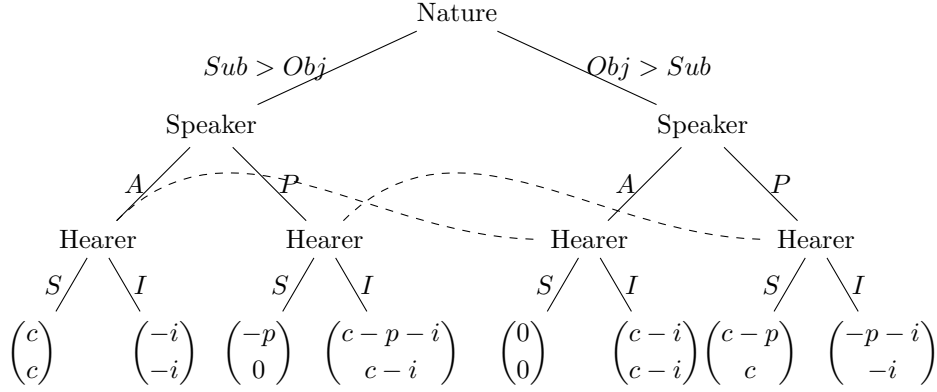 Nature
Sub > Obj Obj > Sub
Speaker Speaker
A P A P
Hearer Hearer Hearer Hearer
S I S I S I S I
c −i −p c − p − i 0 c − i c − p −p − i
c −i 0 c − i 0 c − i c −i